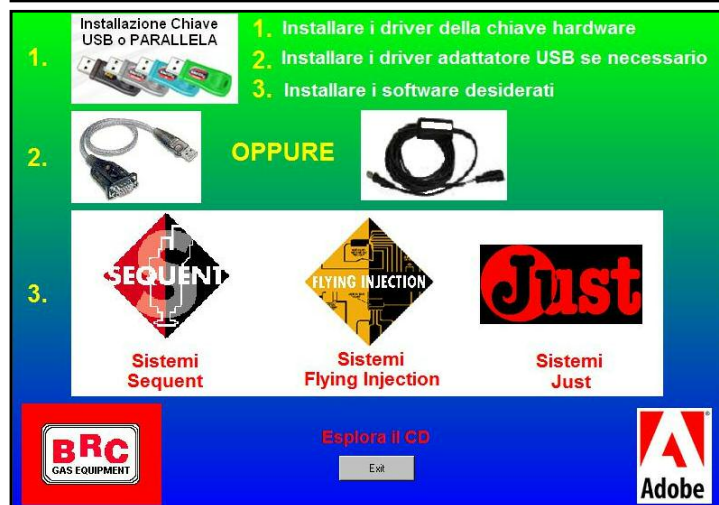 Installazione Chiave
USB o PARALLELA
1.
1. Installare i driver della chiave hardware
2. Installare i driver adattatore USB se necessario
3. Installare i software desiderati
2.
OPPURE
3.
SEQUENT
FLYING INJECTION
Just
Sistemi
Sequent
Sistemi
Flying Injection
Sistemi
Just
BRC
GAS EQUIPMENT
Esplora il CD
Exit
Adobe